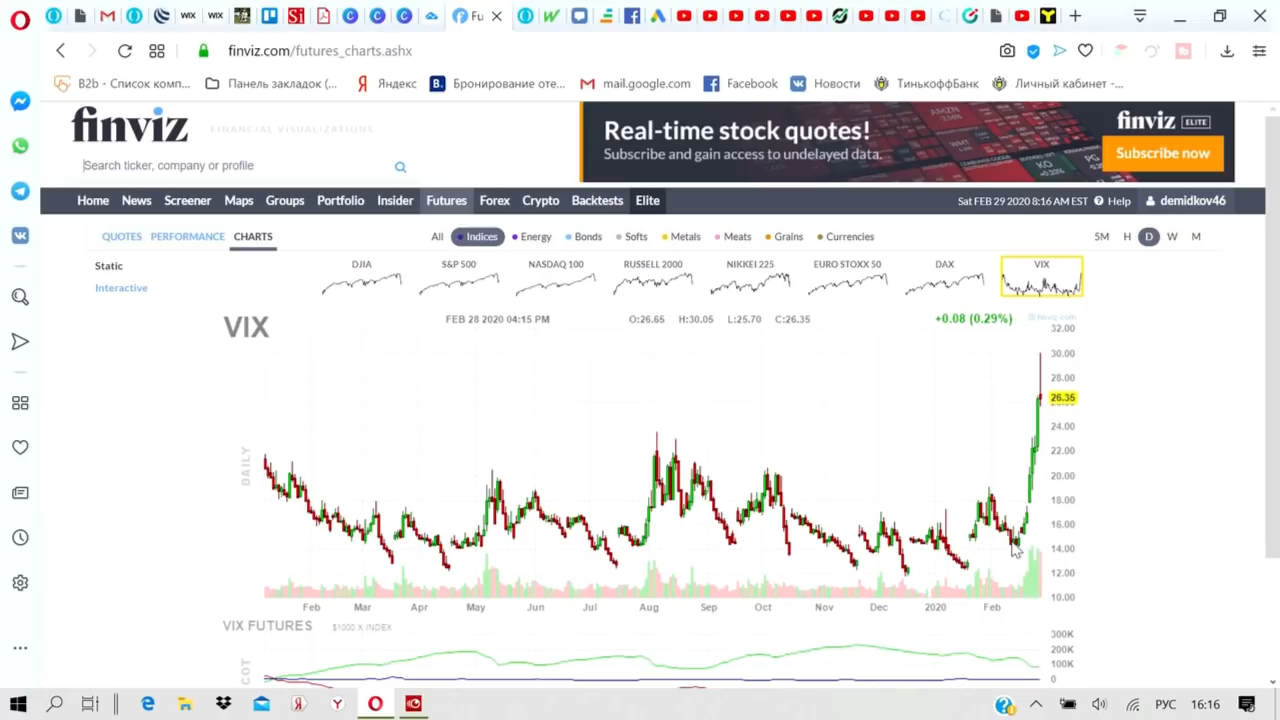 Fu
WIX
WIX
Si
finviz.com/futures_charts.ashx
B2b - Список комп...
Панель закладок (...
Яндекс
B. Бронирование оте...
mail.google.com
Facebook
Новости
ТинькоффБанк
Личный кабинет -...
finviz
FINANCIAL VISUALIZATIONS
Real-time stock quotes!
Subscribe and gain access to undelayed data.
finviz ELITE
Subscribe now
Search ticker, company or profile
Home News Screener Maps Groups Portfolio Insider Futures Forex Crypto Backtests Elite
Sat FEB 29 2020 8:16 AM EST Help demidkov46
QUOTES PERFORMANCE CHARTS
All Indices Energy Bonds Softs Metals Meats Grains Currencies
5M H D W M
Static
Interactive
DJIA S&P 500 NASDAQ 100 RUSSELL 2000 NIKKEI 225 EURO STOXX 50 DAX VIX
VIX
FEB 28 2020 04:15 PM O:26.65 H:30.05 L:25.70 C:26.35 +0.08 (0.29%)
© finviz.com
32.00
30.00
28.00
26.35
24.00
22.00
20.00
18.00
16.00
14.00
12.00
10.00
DAILY
Feb Mar Apr May Jun Jul Aug Sep Oct Nov Dec 2020 Feb
VIX FUTURES $1000 X INDEX
300K
200K
100K
0
COT
РУС 16:16